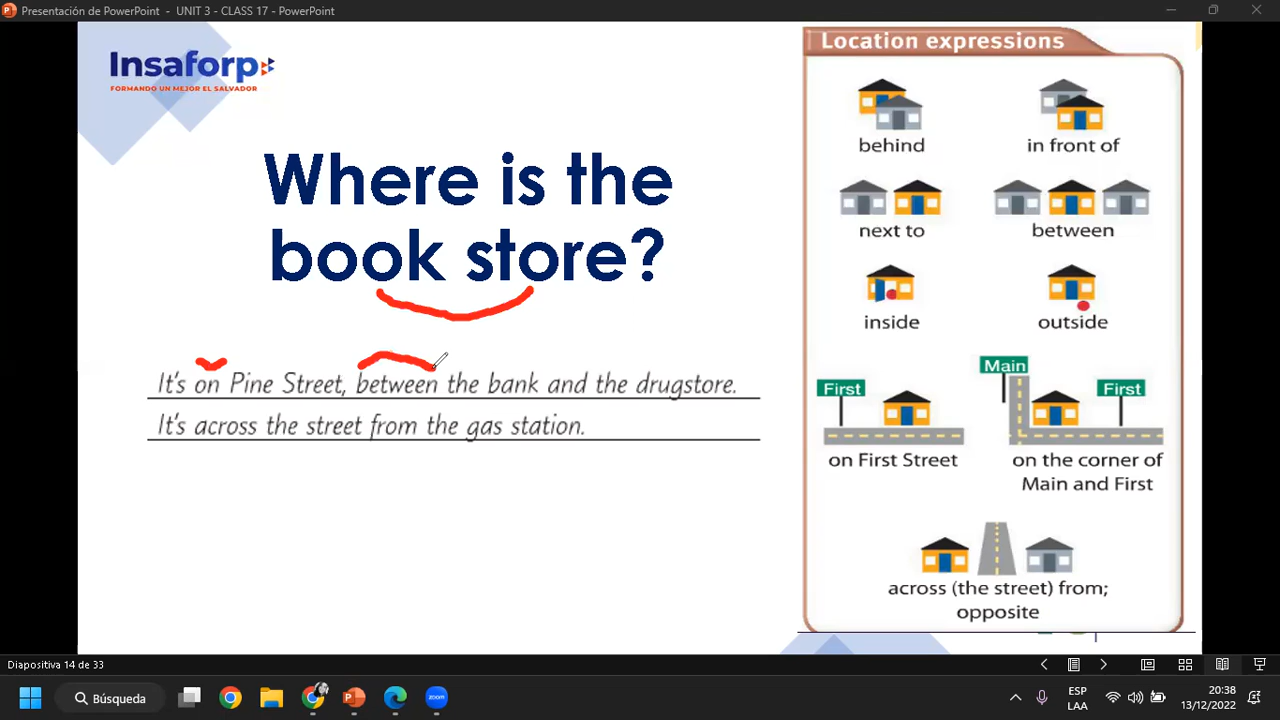 Presentación de PowerPoint - UNIT 3 - CLASS 17 - PowerPoint
Insaforp
FORMANDO UN MEJOR EL SALVADOR
Where is the
book store?
It's on Pine Street, between the bank and the drugstore.
It's across the street from the gas station.
Location expressions
behind
in front of
next to
between
inside
outside
First
Main
First
on First Street
on the corner of
Main and First
across (the street) from;
opposite
Diapositiva 14 de 33
Búsqueda
zoom
ESP
LAA
20:38
13/12/2022